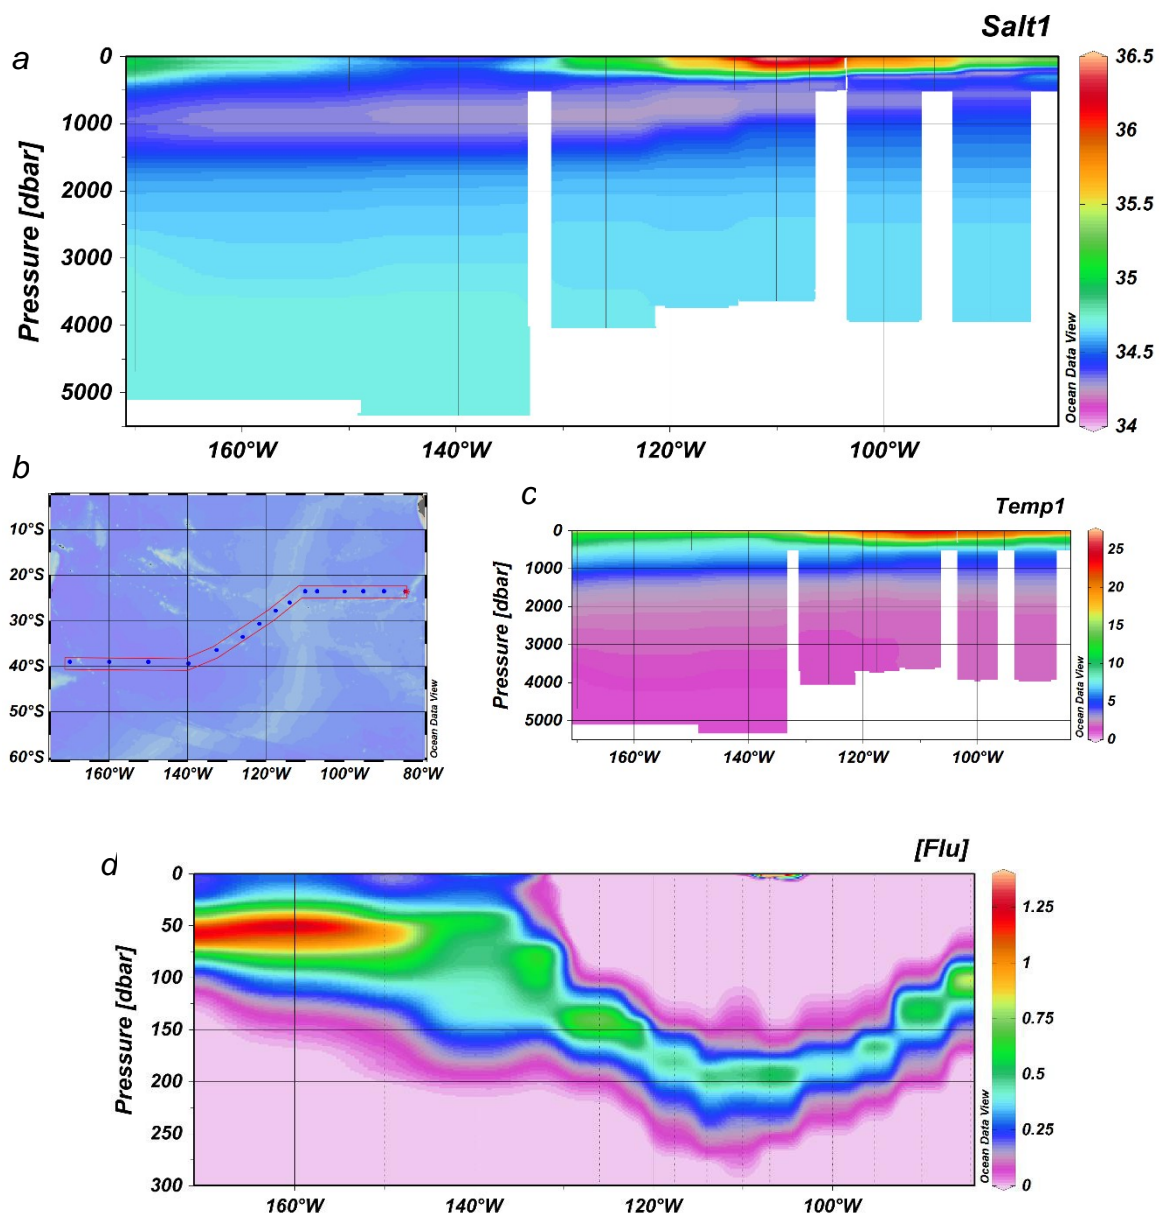 a
Salt1
0
1000
2000
3000
4000
5000
Pressure [dbar]
160°W
140°W
120°W
100°W
Ocean Data View
36.5
36
35.5
35
34.5
34
b
10°S
20°S
30°S
40°S
50°S
60°S
160°W
140°W
120°W
100°W
80°W
Ocean Data View
c
Temp1
0
1000
2000
3000
4000
5000
Pressure [dbar]
160°W
140°W
120°W
100°W
Ocean Data View
25
20
15
10
5
0
d
[Flu]
0
50
100
150
200
250
300
Pressure [dbar]
160°W
140°W
120°W
100°W
Ocean Data View
1.25
1
0.75
0.5
0.25
0